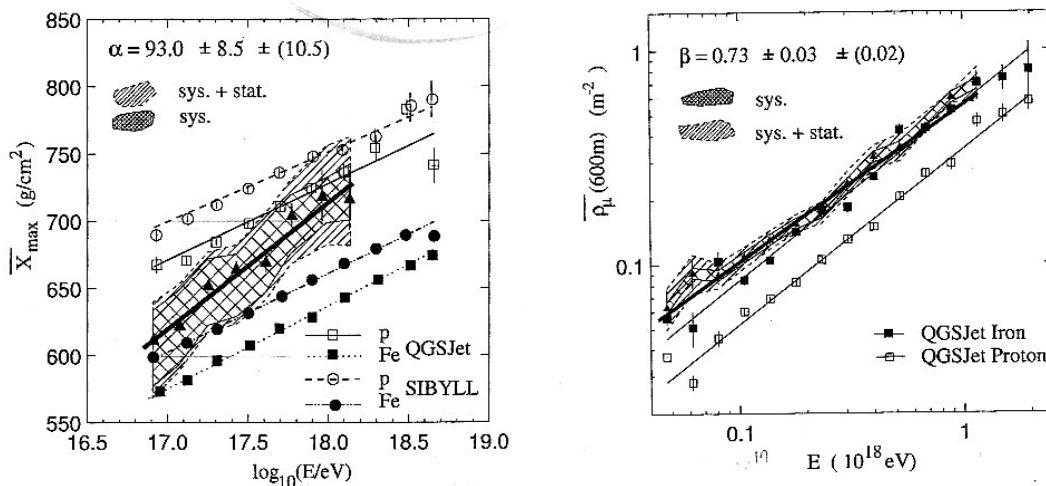 850
800
750
700
650
600
550
X̅max (g/cm2)
α = 93.0 ± 8.5 ± (10.5)
sys. + stat.
sys.
p
Fe QGSJet
p
Fe SIBYLL
16.5 17.0 17.5 18.0 18.5 19.0
log10(E/eV)
1
0.1
ρμ (600m) (m-2)
β = 0.73 ± 0.03 ± (0.02)
sys.
sys. + stat.
QGSJet Iron
QGSJet Proton
0.1 1
E ( 10^18 eV)